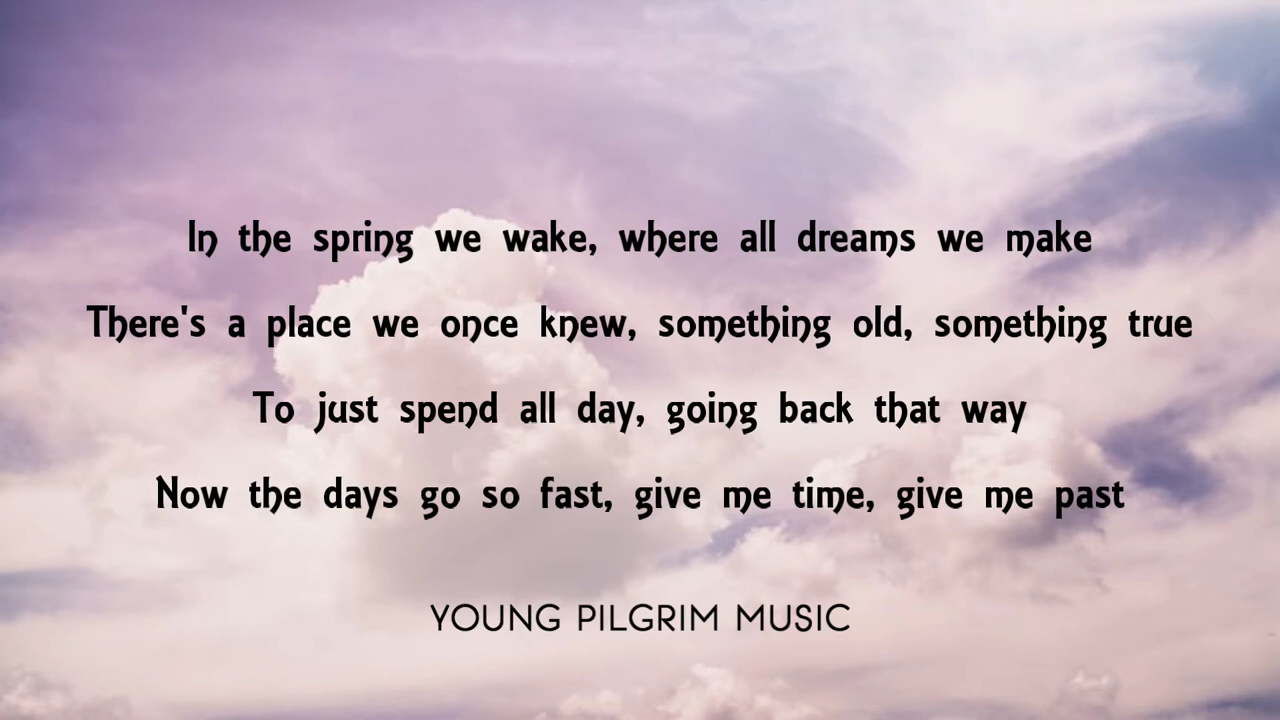 In the spring we wake, where all dreams we make
There's a place we once knew, something old, something true
To just spend all day, going back that way
Now the days go so fast, give me time, give me past
YOUNG PILGRIM MUSIC